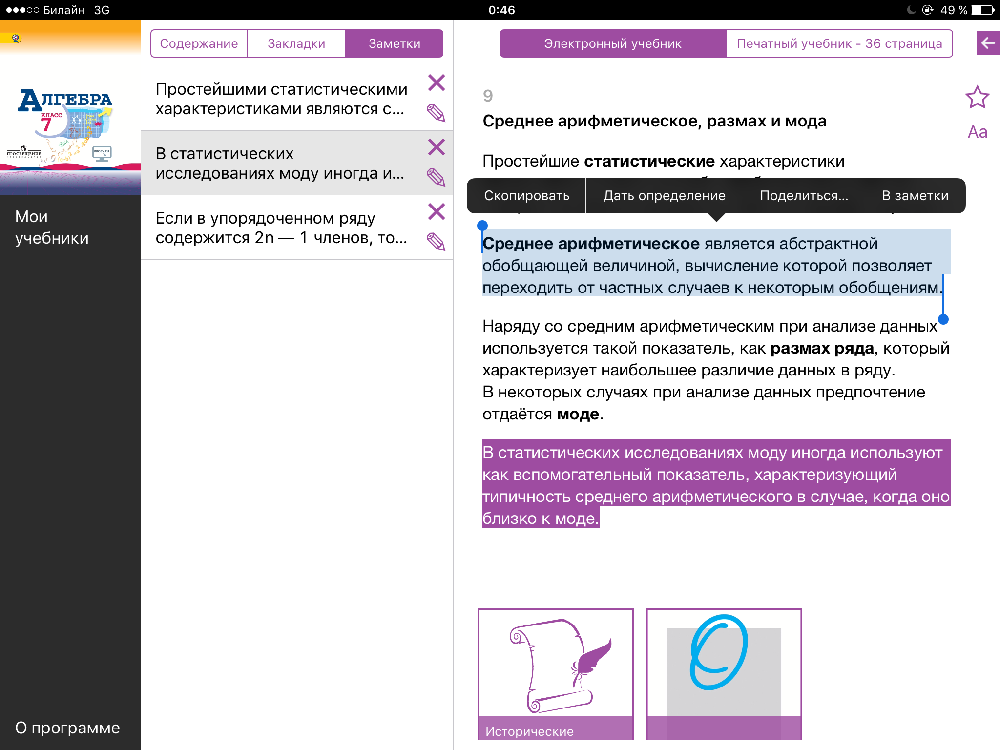 Билайн 3G 0:46 49 %
АЛГЕБРА
КЛАСС
7
ПРОСВЕЩЕНИЕ
ИЗДАТЕЛЬСТВО
PROSV.RU
Мои
учебники
О программе
Содержание Закладки Заметки
Простейшими статистическими
характеристиками являются с...
В статистических
исследованиях моду иногда и...
Если в упорядоченном ряду
содержится 2n — 1 членов, то...
Электронный учебник Печатный учебник - 36 страница
Aa
9
Среднее арифметическое, размах и мода
Простейшие статистические характеристики
Скопировать Дать определение Поделиться... В заметки
Среднее арифметическое является абстрактной
обобщающей величиной, вычисление которой позволяет
переходить от частных случаев к некоторым обобщениям.
Наряду со средним арифметическим при анализе данных
используется такой показатель, как размах ряда, который
характеризует наибольшее различие данных в ряду.
В некоторых случаях при анализе данных предпочтение
отдаётся моде.
В статистических исследованиях моду иногда используют
как вспомогательный показатель, характеризующий
типичность среднего арифметического в случае, когда оно
близко к моде.
Исторические